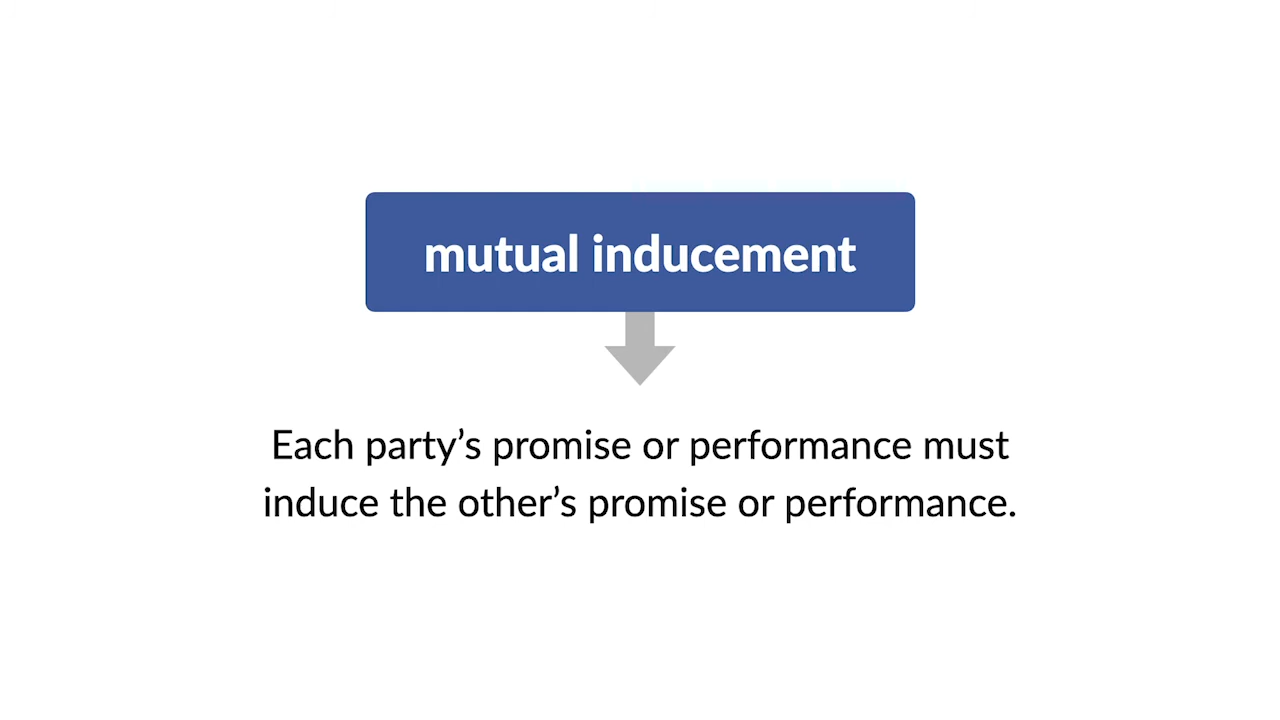 mutual inducement
Each party’s promise or performance must
induce the other’s promise or performance.